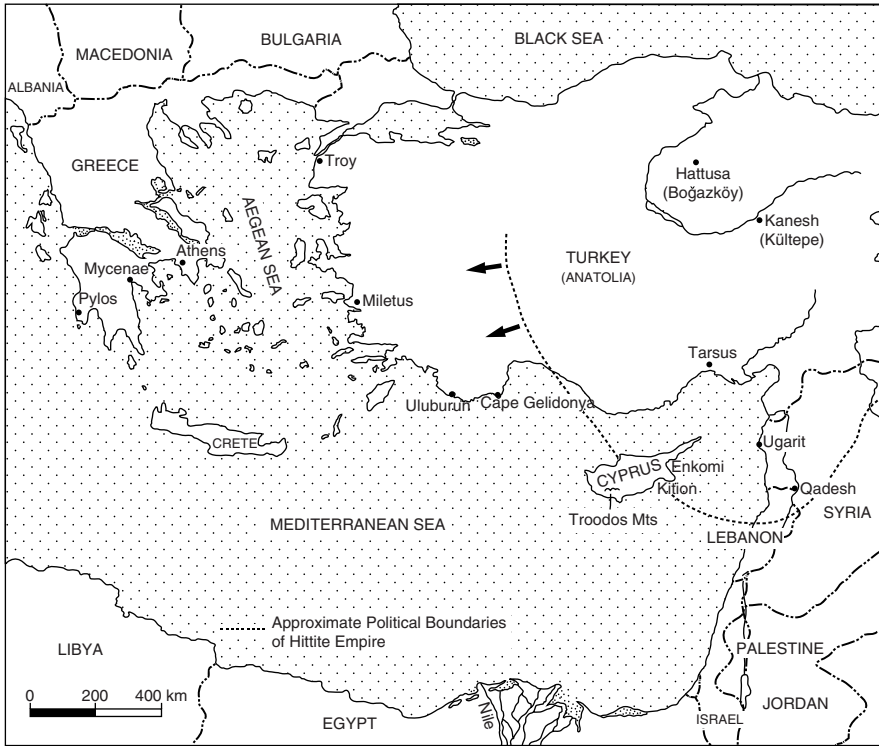 BULGARIA
BLACK SEA
MACEDONIA
ALBANIA
GREECE
Troy
Hattusa
(Boğazköy)
AEGEAN SEA
Kanesh
(Kültepe)
TURKEY
(ANATOLIA)
Athens
Mycenae
Pylos
Miletus
Tarsus
Uluburun
Cape Gelidonya
CRETE
Ugarit
CYPRUS
Enkomi
Kition
Qadesh
Troodos Mts
SYRIA
MEDITERRANEAN SEA
LEBANON
Approximate Political Boundaries
of Hittite Empire
LIBYA
PALESTINE
0 200 400 km
JORDAN
Nile
EGYPT
ISRAEL